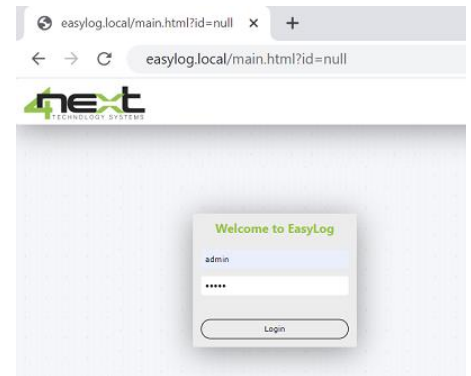 easylog.local/main.html?id=null
easylog.local/main.html?id=null
4next
TECHNOLOGY SYSTEMS
Welcome to EasyLog
admin
•••••
Login